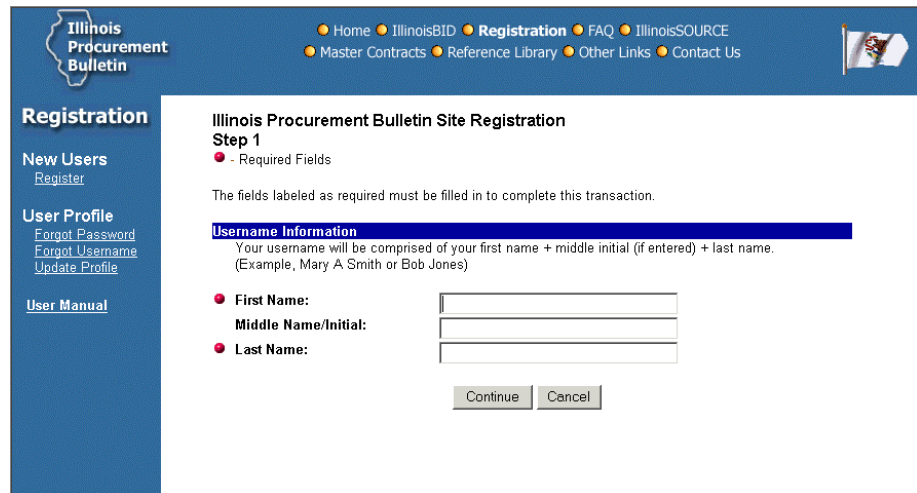 Illinois
Procurement
Bulletin
Home IllinoisBID Registration FAQ IllinoisSOURCE
Master Contracts Reference Library Other Links Contact Us
Registration
New Users
Register
User Profile
Forgot Password
Forgot Username
Update Profile
User Manual
Illinois Procurement Bulletin Site Registration
Step 1
- Required Fields
The fields labeled as required must be filled in to complete this transaction.
Username Information
Your username will be comprised of your first name + middle initial (if entered) + last name.
(Example, Mary A Smith or Bob Jones)
First Name:
Middle Name/Initial:
Last Name:
Continue Cancel